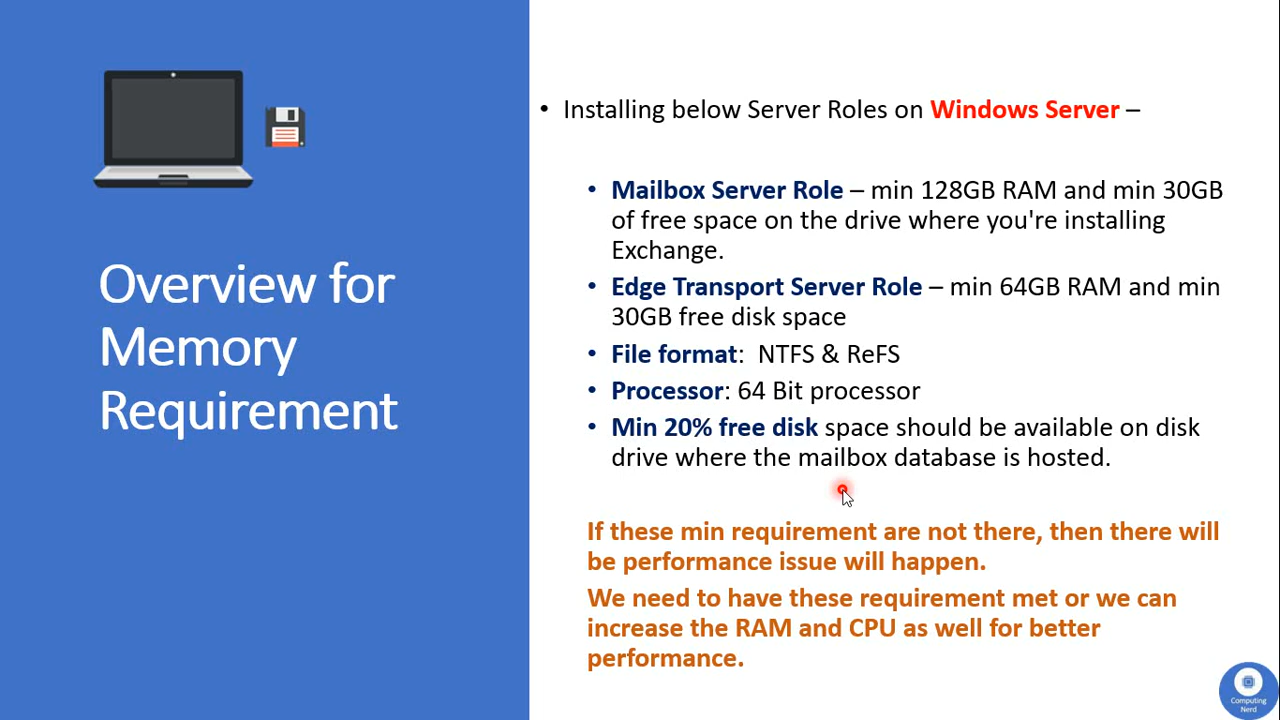 Overview for
Memory
Requirement
• Installing below Server Roles on Windows Server –
• Mailbox Server Role – min 128GB RAM and min 30GB
of free space on the drive where you're installing
Exchange.
• Edge Transport Server Role – min 64GB RAM and min
30GB free disk space
• File format:  NTFS & ReFS
• Processor: 64 Bit processor
• Min 20% free disk space should be available on disk
drive where the mailbox database is hosted.
If these min requirement are not there, then there will
be performance issue will happen.
We need to have these requirement met or we can
increase the RAM and CPU as well for better
performance.
Computing
Nerd